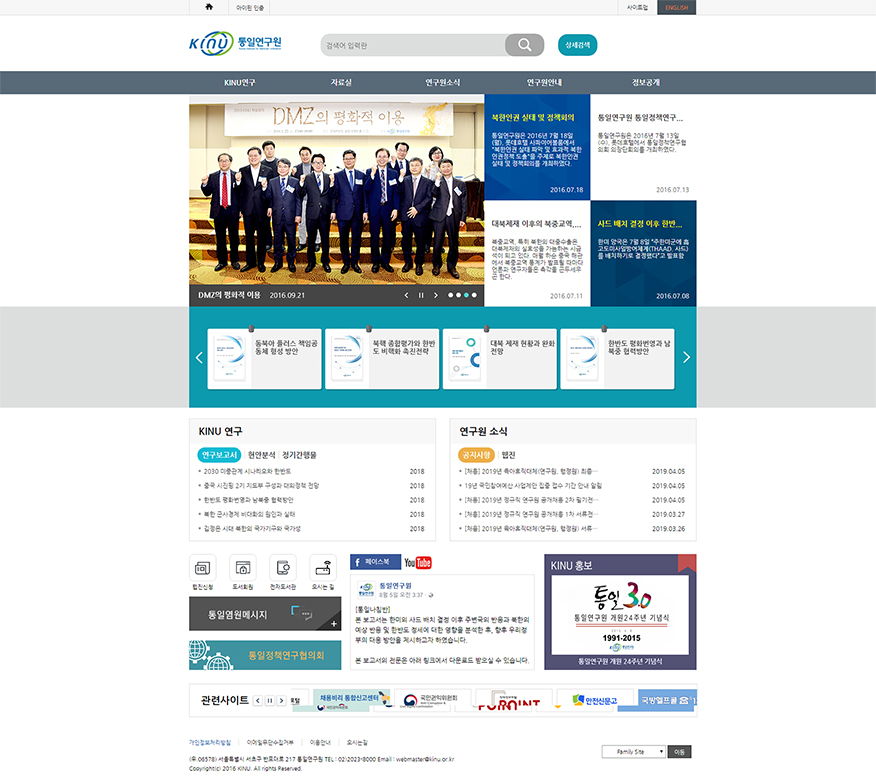 아이핀 인증
사이트맵
ENGLISH
KINU 통일연구원
검색어 입력란
상세검색
KINU연구
자료실
연구원소식
연구원안내
정보공개
DMZ의 평화적 이용
DMZ의 평화적 이용 2016.09.21
북한인권 실태 및 정책회의
통일연구원은 2016년 7월 18일
(월), 롯데호텔 사파이어볼룸에서
"북한인권 실태 파악 및 효과적 북한
인권정책 도출"을 주제로 북한인권
실태 및 정책회의를 개최하였다.
2016.07.18
통일연구원 통일정책연구...
통일연구원은 2016년 7월 13일
(수), 롯데호텔에서 통일정책연구협
의회 의장단회의를 개최하였다.
2016.07.13
대북제재 이후의 북중교역,...
북중교역, 특히 북한의 대중수출은
대북제재의 실효성을 가늠하는 시금
석이 되고 있다. 매월 하순 중국 해관
에서 북중교역 통계가 발표될 때마다
언론과 연구자들은 촉각을 곤두세우
곤 한다.
2016.07.11
사드 배치 결정 이후 한반...
한미 양국은 7월 8일 "주한미군에 高
고도미사일방어체계(THAAD, 사드)
를 배치하기로 결정했다"고 발표함
2016.07.08
동북아 플러스 책임공
동체 형성 방안
북핵 종합평가와 한반
도 비핵화 촉진전략
대북 제재 현황과 완화
전망
한반도 평화번영과 남
북중 협력방안
KINU 연구
연구보고서 현안분석 정기간행물
2030 미중관계 시나리오와 한반도 2018
중국 시진핑 2기 지도부 구성과 대외정책 전망 2018
한반도 평화번영과 남북중 협력방안 2018
북한 군사경제 비대화의 원인과 실태 2018
김정은 시대 북한의 국가기구와 국가성 2018
연구원 소식
공지사항 웹진
[채용] 2019년 육아휴직대체(연구원, 행정원) 최종··· 2019.04.05
19년 국민참여예산 사업제안 집중 접수 기간 안내 알림 2019.04.05
[채용] 2019년 정규직 연구원 공개채용 2차 필기전··· 2019.04.05
[채용] 2019년 정규직 연구원 공개채용 1차 서류전··· 2019.03.27
[채용] 2019년 육아휴직대체(연구원, 행정원) 서류··· 2019.03.26
웹진신청
도서회원
전자도서관
오시는 길
통일염원메시지
통일정책연구협의회
페이스북
YouTube
통일연구원
8월 5일 오전 3:37
[통일나침반]
본 보고서는 한미의 사드 배치 결정 이후 주변국의 반응과 북한의
예상 반응 및 한반도 정세에 대한 영향을 분석한 후, 향후 우리정
부의 대응 방안을 제시하고자 하였습니다.
본 보고서의 전문은 아래 링크에서 다운로드 받으실 수 있습니다.
KINU 홍보
통일 3.0
통일연구원 개원24주년 기념식
1991-2015
통일연구원 개원 24주년 기념식
관련사이트
채용비리 통합신고센터
국민권익위원회
국민권익위원회
안전신문고
국방헬프콜
개인정보처리방침 이메일무단수집거부 이용안내 오시는길
(우:06578) 서울특별시 서초구 반포대로 217 통일연구원 TEL : 02)2023-8000 Email : webmaster@kinu.or.kr
Copyright(c) 2016 KINU. All rights Reserved.
Family Site
이동